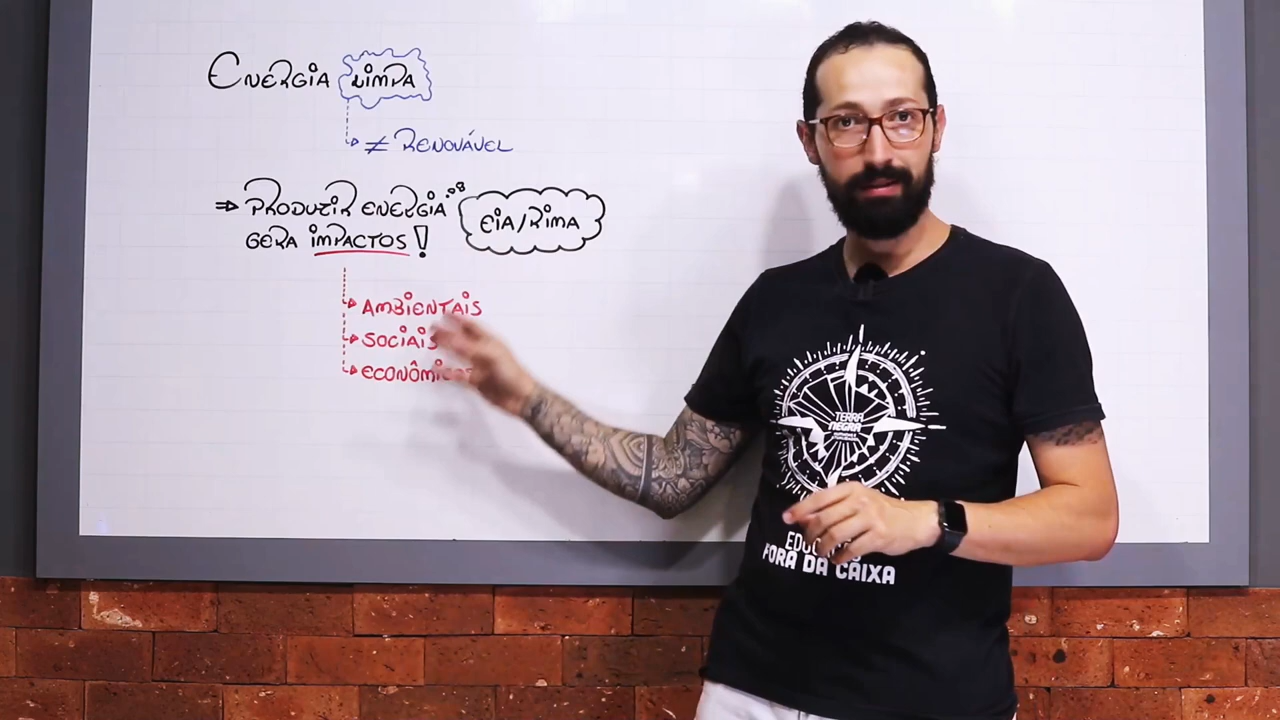 ENERGIA LIMPA
≠ RENOVÁVEL
⇒ PRODUZIR ENERGIA
GERA IMPACTOS!
EIA/RIMA
AMBIENTAIS
SOCIAIS
TERRA
NEGRA
FORA DA CAIXA